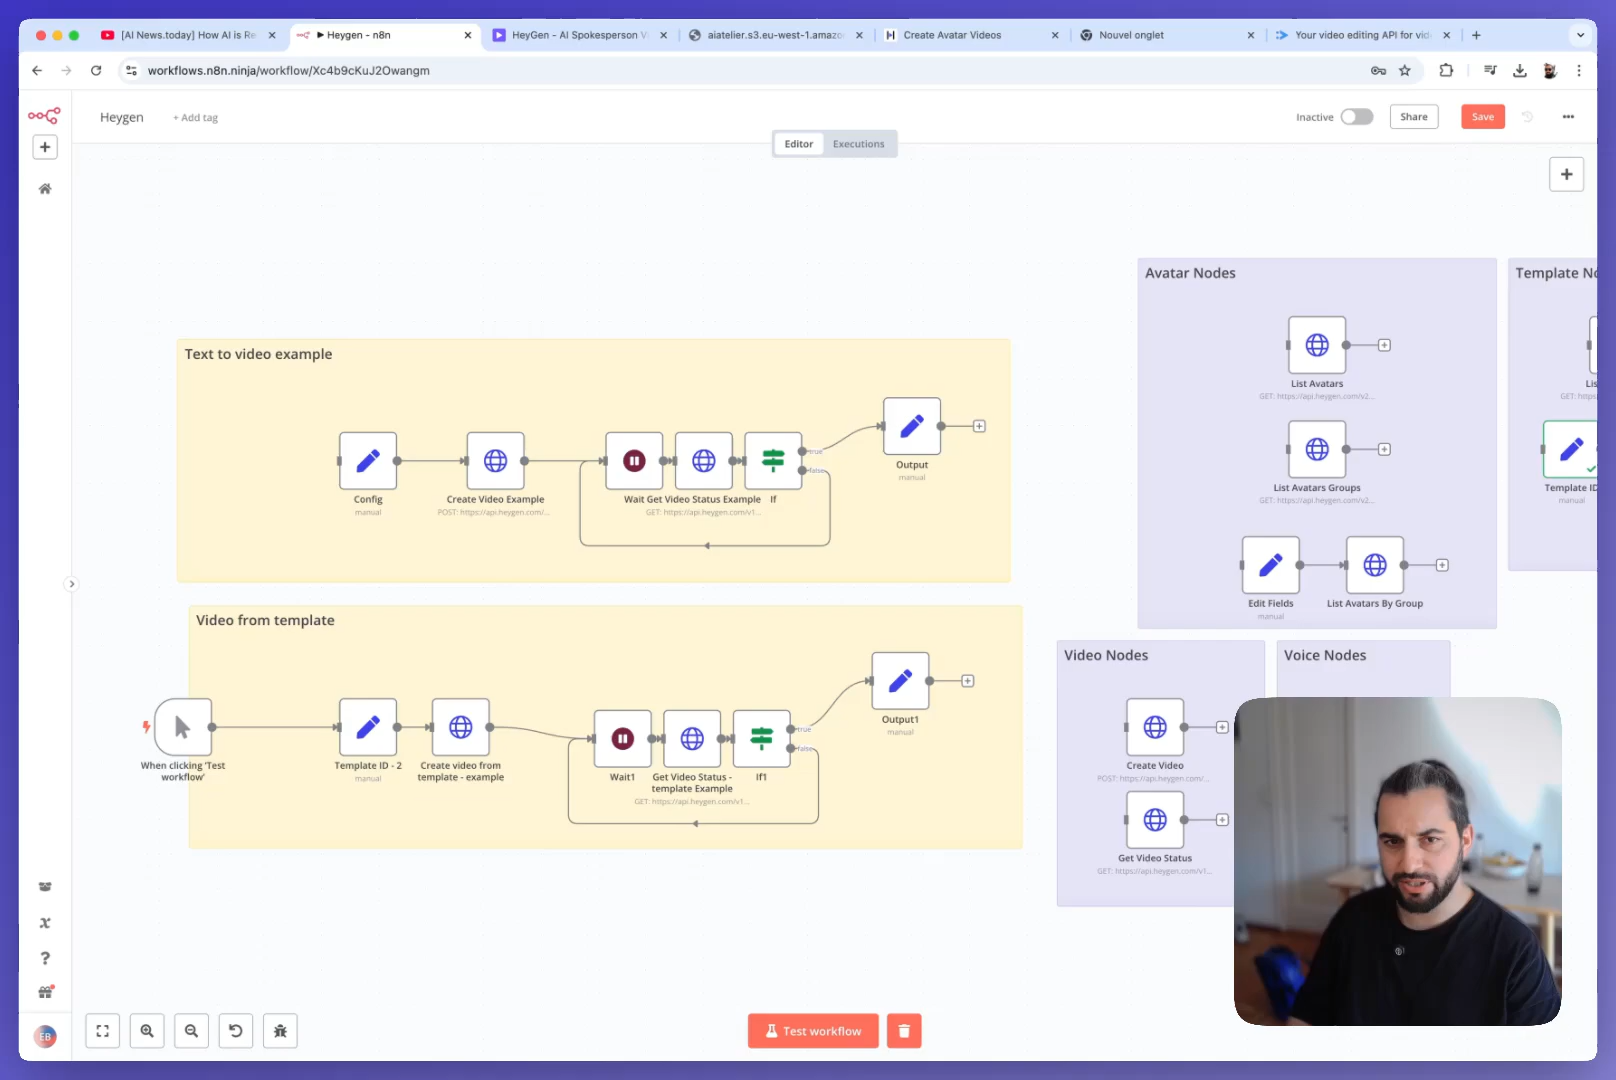 [AI News.today] How AI is Re
Heygen - n8n
HeyGen - AI Spokesperson V
aiatelier.s3.eu-west-1.amazo
Create Avatar Videos
Nouvel onglet
Your video editing API for vid
workflows.n8n.ninja/workflow/Xc4b9cKuJ2Owangm
Heygen
+ Add tag
Inactive
Share
Save
Editor
Executions
Text to video example
Config
manual
Create Video Example
POST: https://api.heygen.com/...
Wait
Get Video Status Example
GET: https://api.heygen.com/v1...
If
true
false
Output
manual
Video from template
When clicking 'Test
workflow'
Template ID - 2
manual
Create video from
template - example
Wait1
Get Video Status -
template Example
GET: https://api.heygen.com/v1...
If1
true
false
Output1
manual
Avatar Nodes
List Avatars
GET: https://api.heygen.com/v2...
List Avatars Groups
GET: https://api.heygen.com/v2...
Edit Fields
manual
List Avatars By Group
Template No
Lis
GET: https
Template ID
manual
Video Nodes
Create Video
POST: https://api.heygen.com/...
Get Video Status
GET: https://api.heygen.com/v1...
Voice Nodes
EB
Test workflow